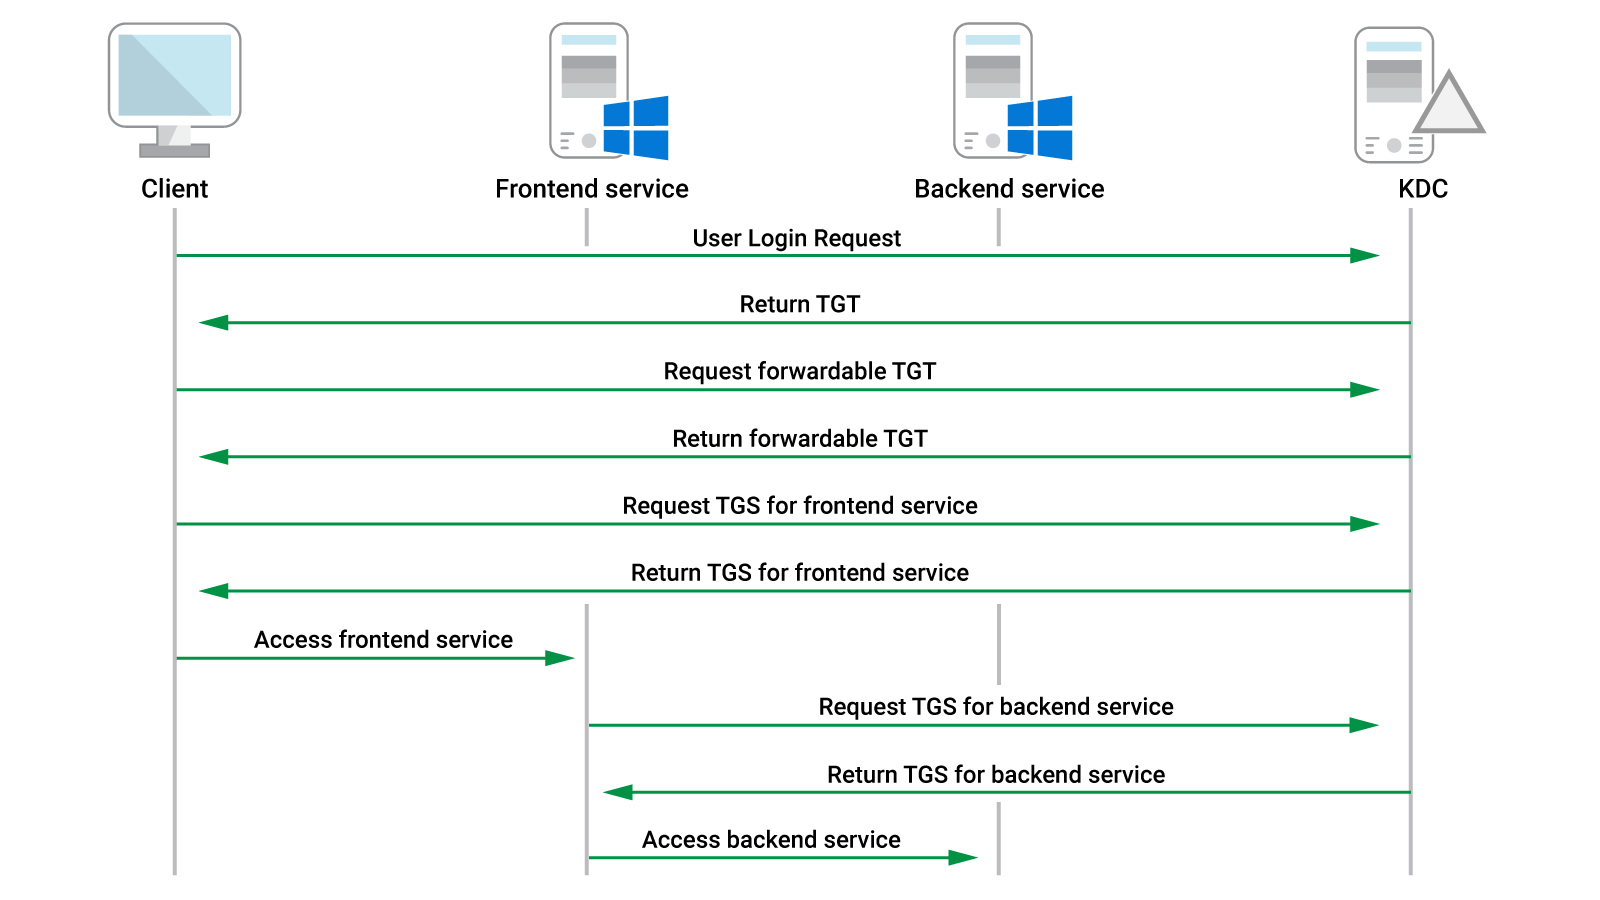 Client
Frontend service
Backend service
KDC
User Login Request
Return TGT
Request forwardable TGT
Return forwardable TGT
Request TGS for frontend service
Return TGS for frontend service
Access frontend service
Request TGS for backend service
Return TGS for backend service
Access backend service